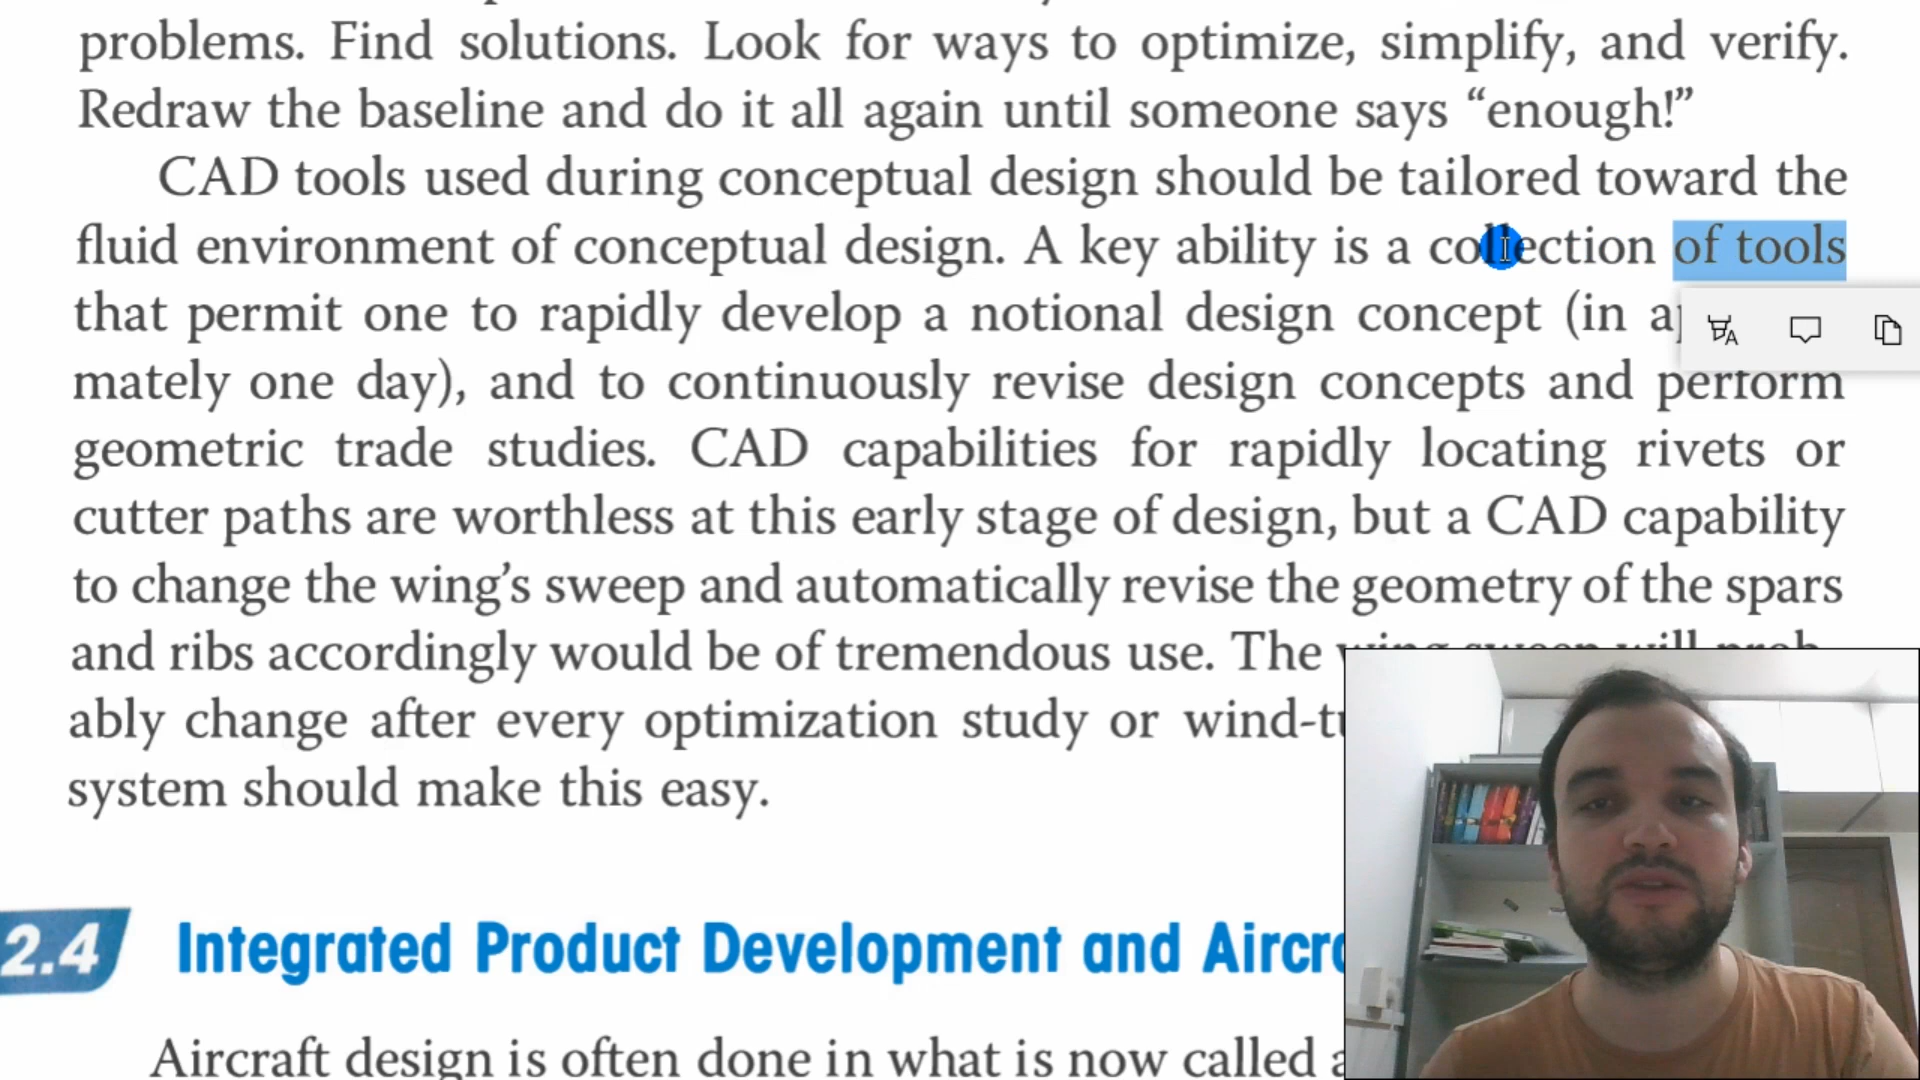 problems. Find solutions. Look for ways to optimize, simplify, and verify.
Redraw the baseline and do it all again until someone says “enough!”
CAD tools used during conceptual design should be tailored toward the
fluid environment of conceptual design. A key ability is a collection of tools
that permit one to rapidly develop a notional design concept (in
mately one day), and to continuously revise design concepts and perform
geometric trade studies. CAD capabilities for rapidly locating rivets or
cutter paths are worthless at this early stage of design, but a CAD capability
to change the wing’s sweep and automatically revise the geometry of the spars
and ribs accordingly would be of tremendous use. The wing sweep will prob-
ably change after every optimization study or
system should make this easy.
2.4 Integrated Product Development and
Aircraft design is often done in what is now called